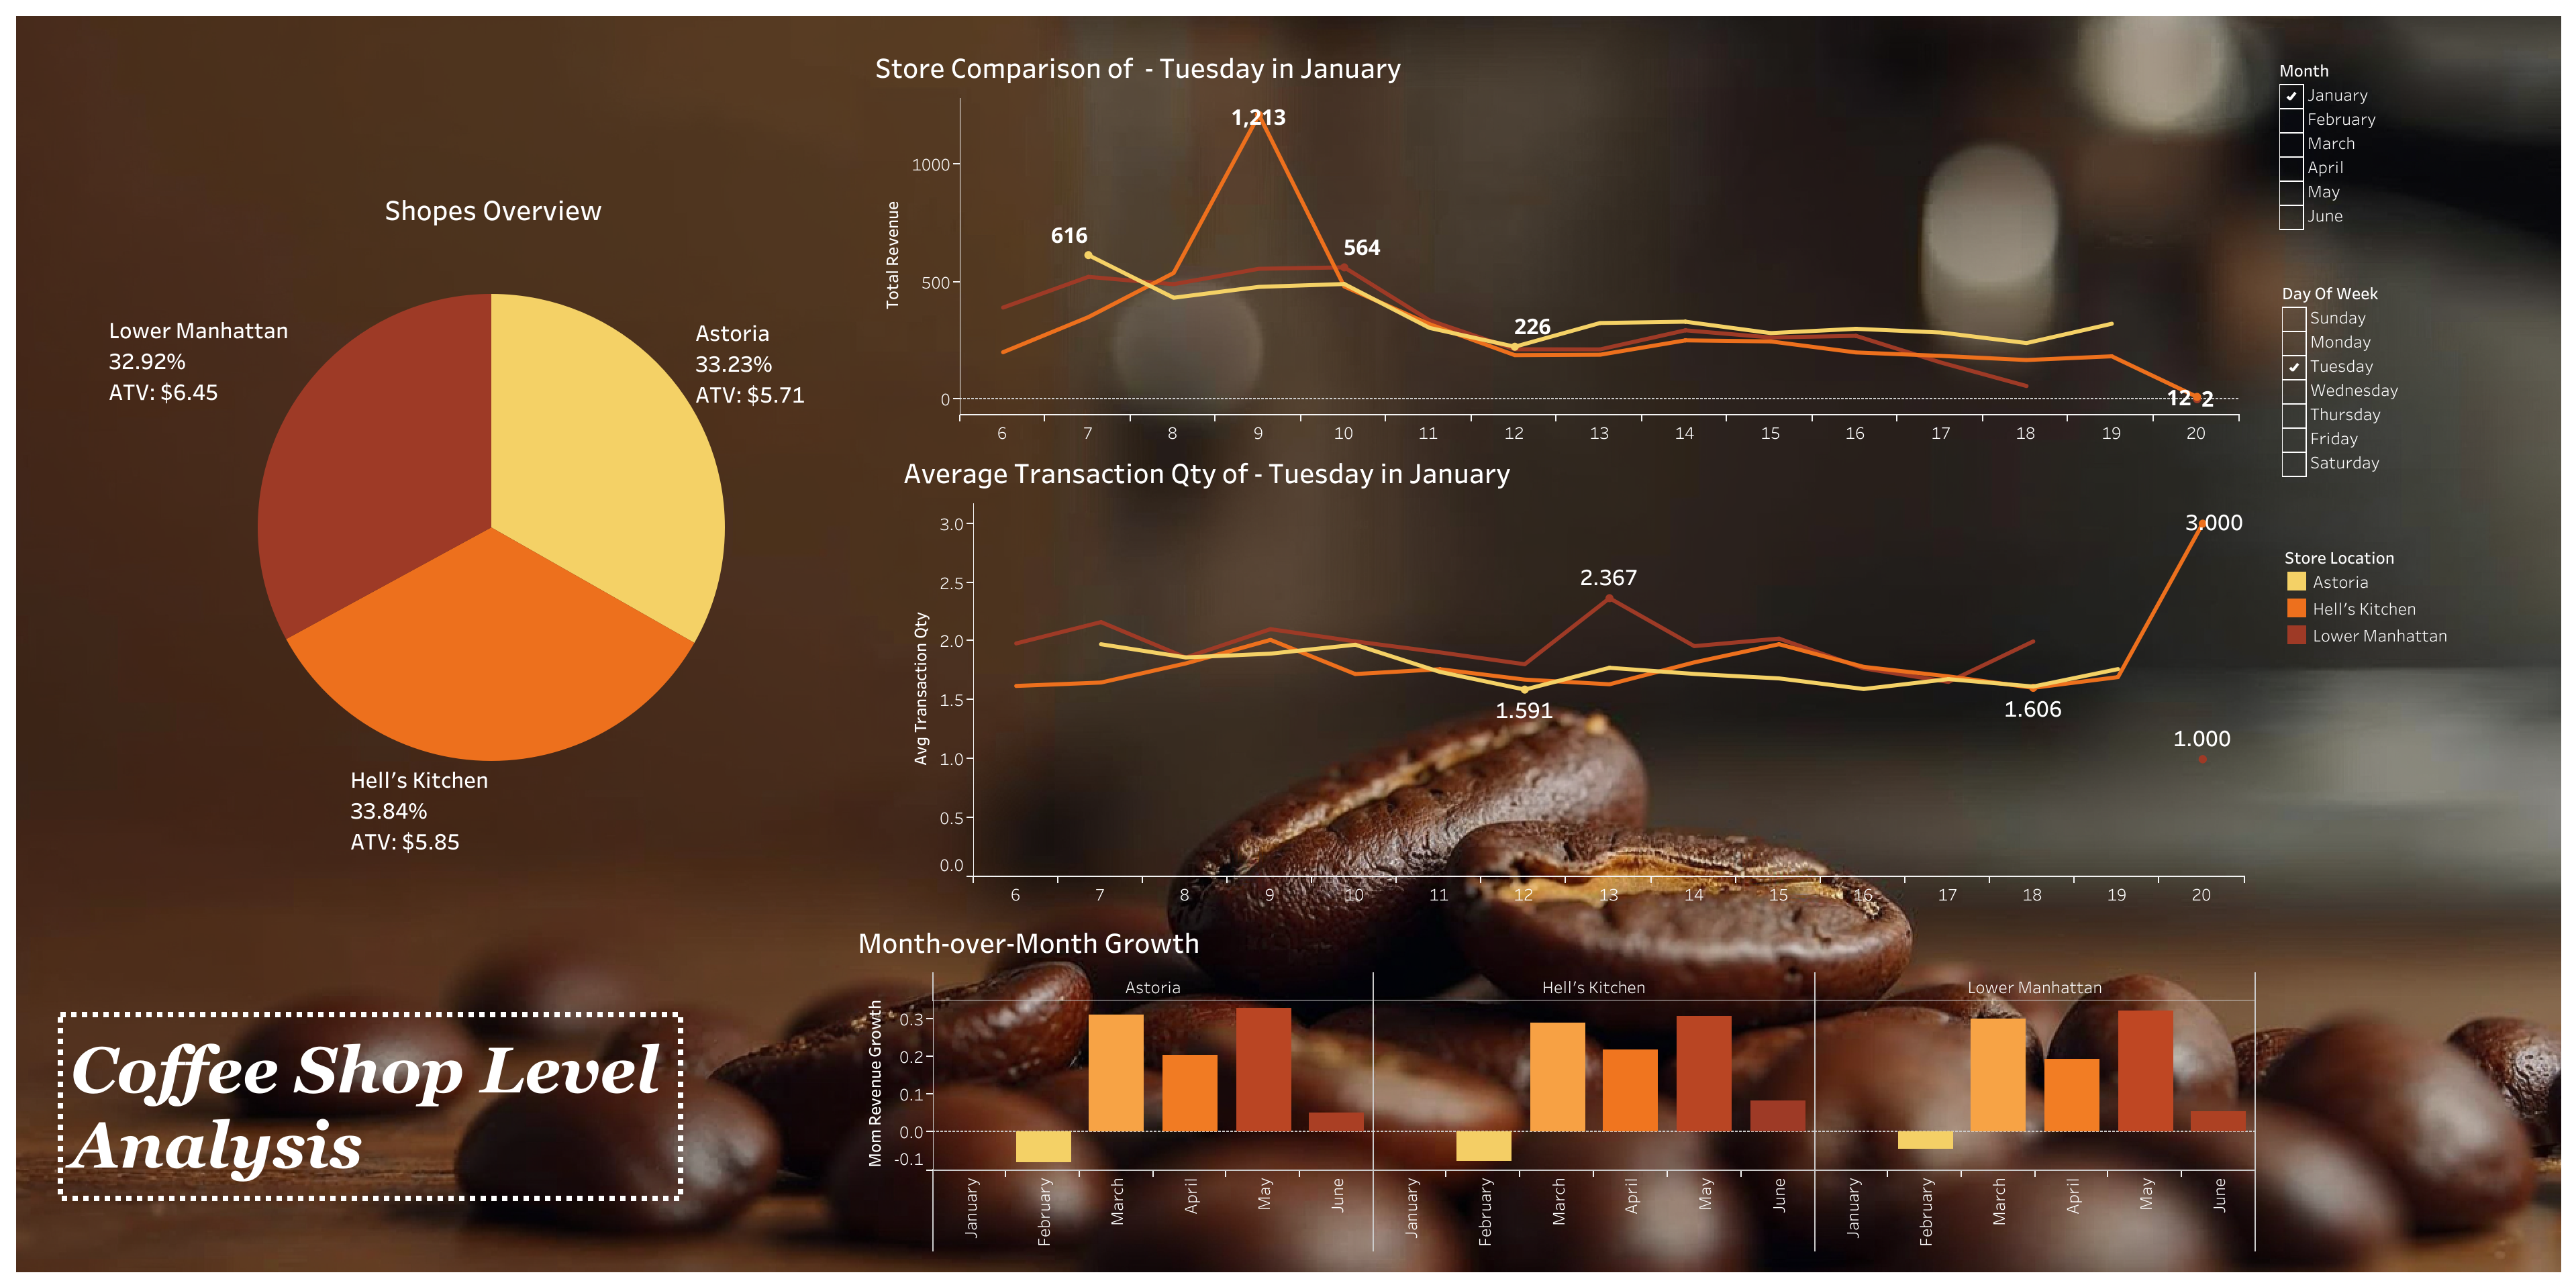 Shopes Overview
Lower Manhattan
32.92%
ATV: $6.45
Astoria
33.23%
ATV: $5.71
Hell's Kitchen
33.84%
ATV: $5.85
Coffee Shop Level
Analysis
Store Comparison of - Tuesday in January
Total Revenue
1000
500
0
1,213
616
564
226
12
2
6 7 8 9 10 11 12 13 14 15 16 17 18 19 20
Average Transaction Qty of - Tuesday in January
Avg Transaction Qty
3.0
2.5
2.0
1.5
1.0
0.5
0.0
3.000
2.367
1.591
1.606
1.000
6 7 8 9 10 11 12 13 14 15 16 17 18 19 20
Month-over-Month Growth
Astoria Hell's Kitchen Lower Manhattan
Mom Revenue Growth
0.3
0.2
0.1
0.0
-0.1
January February March April May June January February March April May June January February March April May June
Month
January
February
March
April
May
June
Day Of Week
Sunday
Monday
Tuesday
Wednesday
Thursday
Friday
Saturday
Store Location
Astoria
Hell's Kitchen
Lower Manhattan